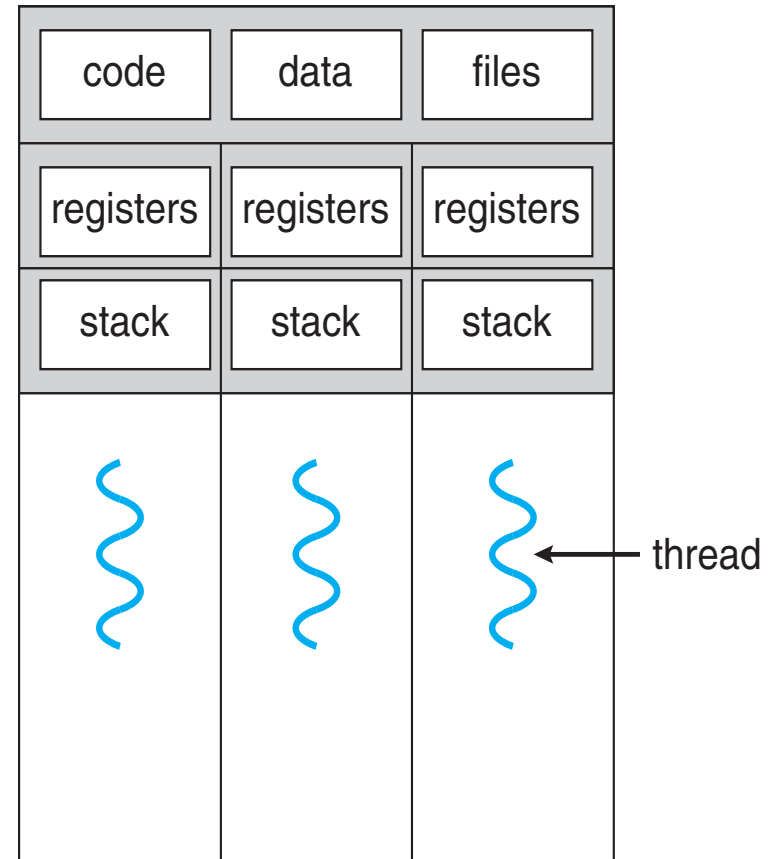 code data files
registers registers registers
stack stack stack
thread